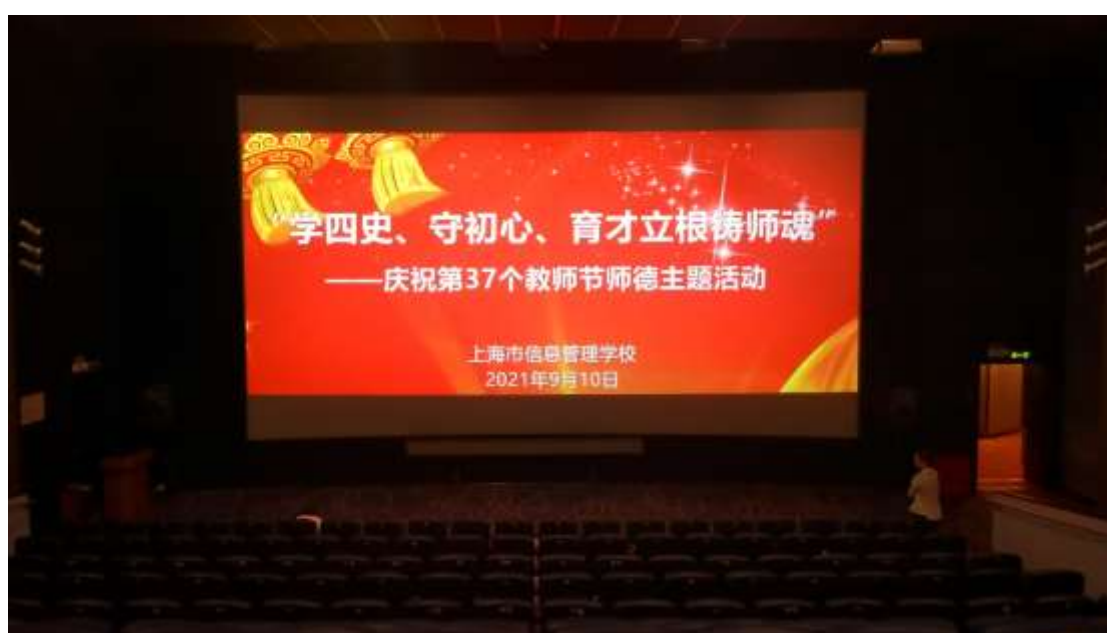 “学四史、守初心、育才立根铸师魂”
——庆祝第37个教师节师德主题活动
上海市信息管理学校
2021年9月10日